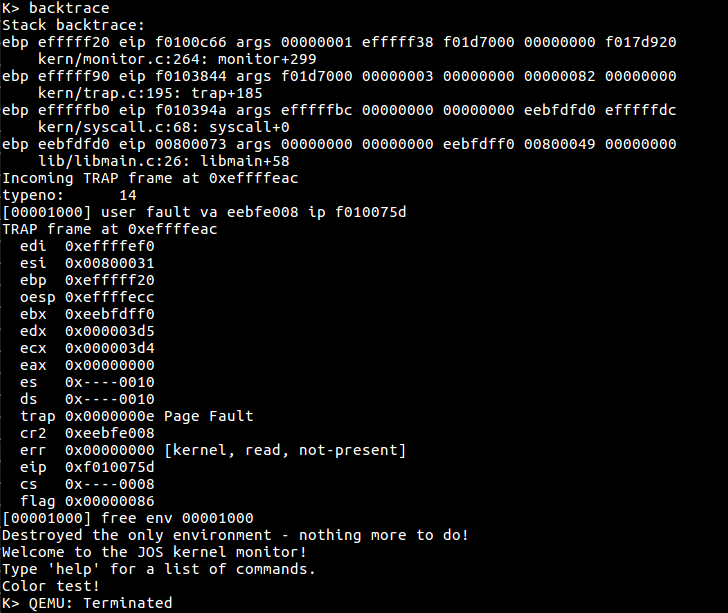 K> backtrace
Stack backtrace:
ebp efffff20 eip f0100c66 args 00000001 efffff38 f01d7000 00000000 f017d920
    kern/monitor.c:264: monitor+299
ebp efffff90 eip f0103844 args f01d7000 00000003 00000000 00000082 00000000
    kern/trap.c:195: trap+185
ebp efffffb0 eip f010394a args efffffbc 00000000 00000000 eebfdfd0 efffffdc
    kern/syscall.c:68: syscall+0
ebp eebfdfd0 eip 00800073 args 00000000 00000000 eebfdff0 00800049 00000000
    lib/libmain.c:26: libmain+58
Incoming TRAP frame at 0xeffffeac
typeno:      14
[00001000] user fault va eebfe008 ip f010075d
TRAP frame at 0xeffffeac
  edi  0xeffffef0
  esi  0x00800031
  ebp  0xefffff20
  oesp 0xeffffecc
  ebx  0xeebfdff0
  edx  0x000003d5
  ecx  0x000003d4
  eax  0x00000000
  es   0x----0010
  ds   0x----0010
  trap 0x0000000e Page Fault
  cr2  0xeebfe008
  err  0x00000000 [kernel, read, not-present]
  eip  0xf010075d
  cs   0x----0008
  flag 0x00000086
[00001000] free env 00001000
Destroyed the only environment - nothing more to do!
Welcome to the JOS kernel monitor!
Type 'help' for a list of commands.
Color test!
K> QEMU: Terminated